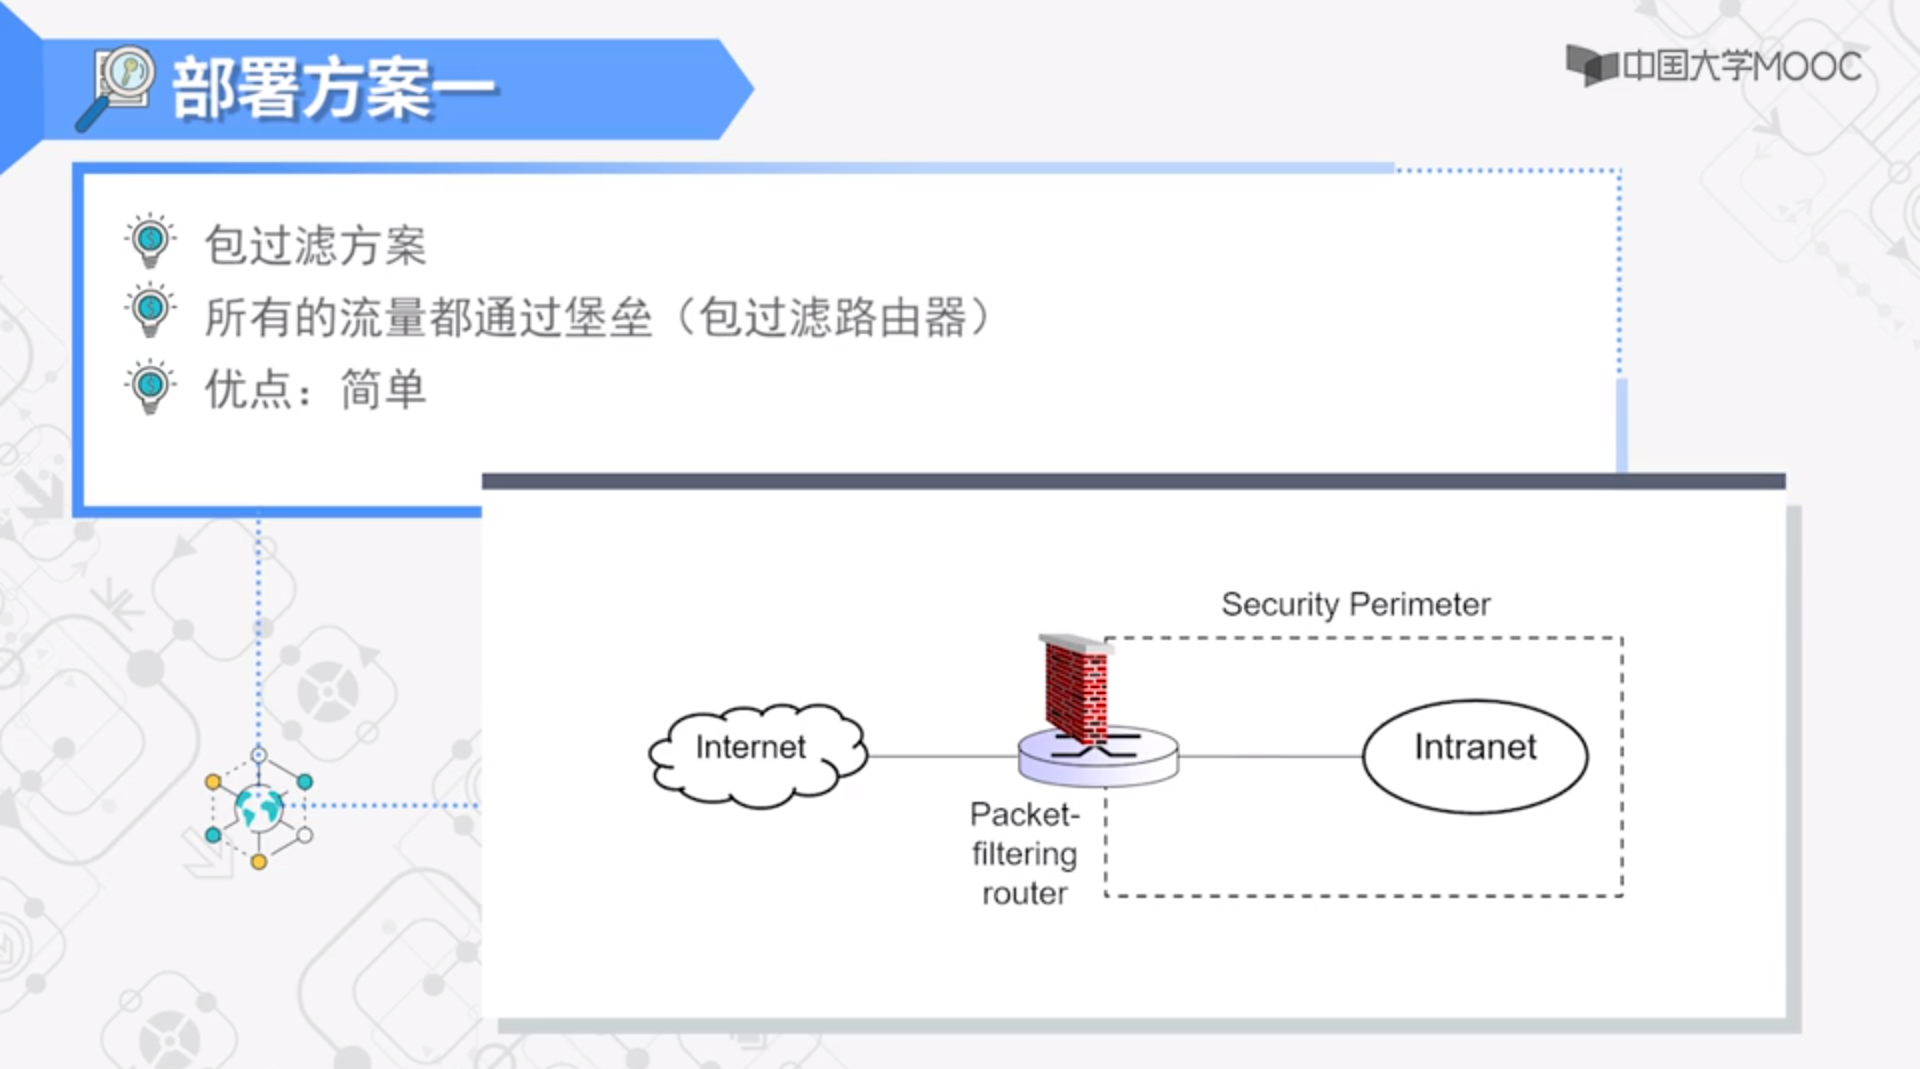 部署方案一
中国大学MOOC
包过滤方案
所有的流量都通过堡垒（包过滤路由器）
优点：简单
Security Perimeter
Internet
Intranet
Packet-
filtering
router